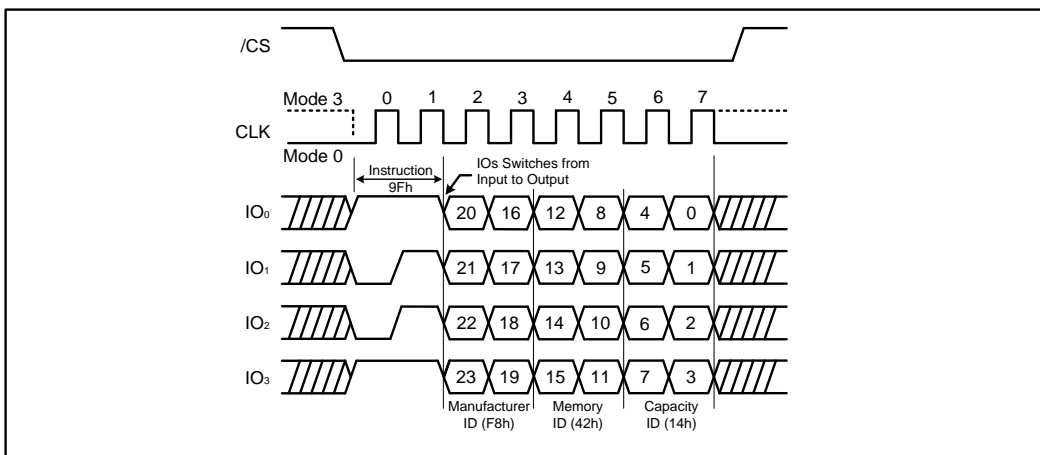 /CS
Mode 3
0 1 2 3 4 5 6 7
CLK
Mode 0
Instruction
9Fh
IOs Switches from
Input to Output
IO₀ 20 16 12 8 4 0
IO₁ 21 17 13 9 5 1
IO₂ 22 18 14 10 6 2
IO₃ 23 19 15 11 7 3
Manufacturer
ID (F8h)
Memory
ID (42h)
Capacity
ID (14h)